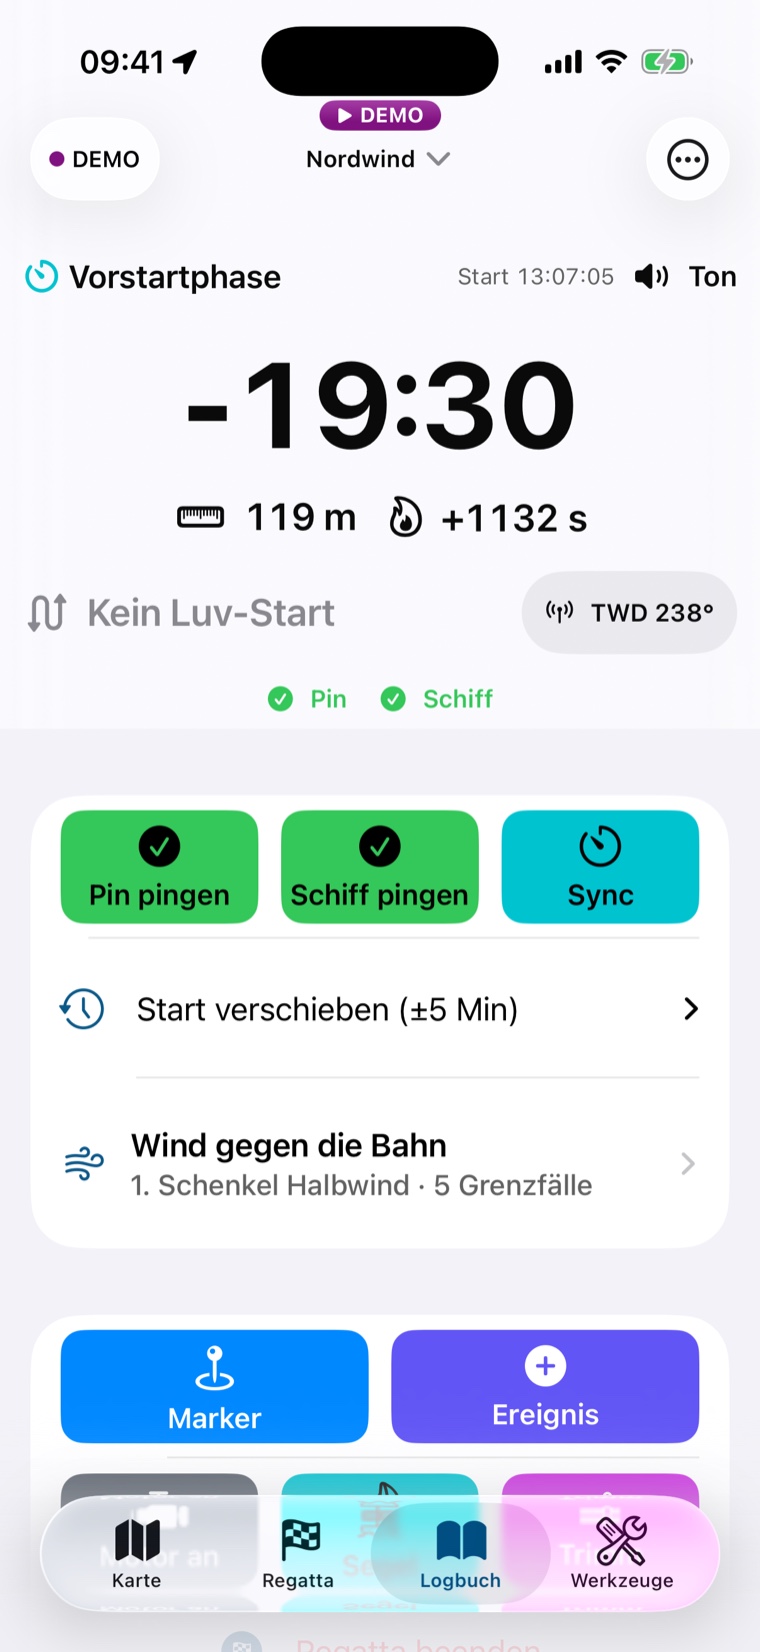 09:41
DEMO
DEMO
Nordwind
Vorstartphase
Start 13:07:05
Ton
-19:30
119 m
+1132 s
Kein Luv-Start
TWD 238°
Pin
Schiff
Pin pingen
Schiff pingen
Sync
Start verschieben (±5 Min)
Wind gegen die Bahn
1. Schenkel Halbwind · 5 Grenzfälle
Marker
Ereignis
Karte
Regatta
Logbuch
Werkzeuge
Regatta beenden